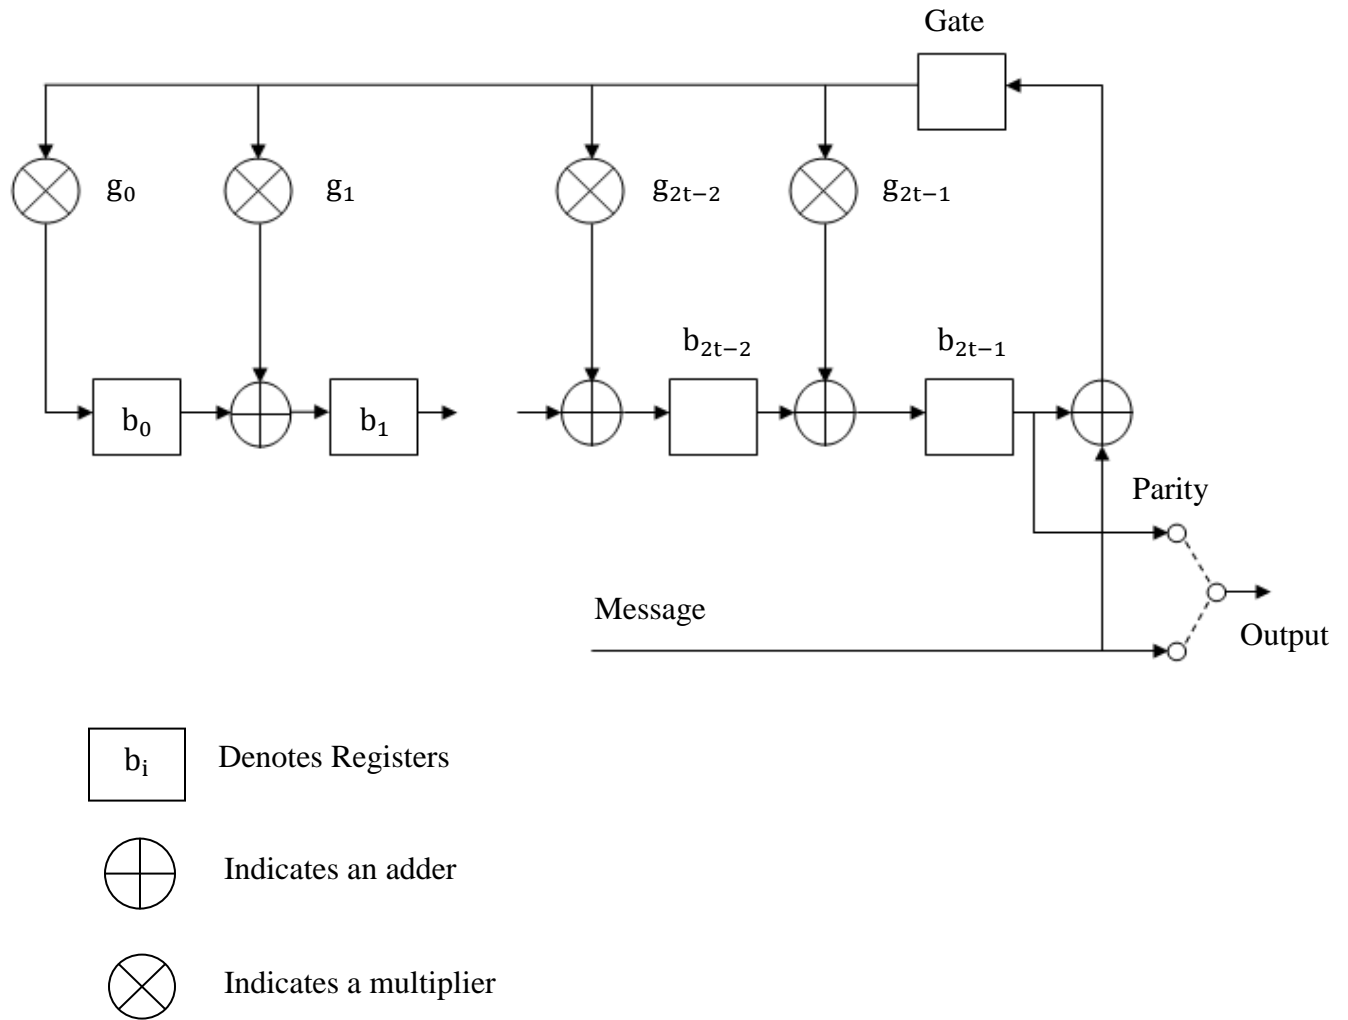 Gate
g₀
g₁
g₂ₜ₋₂
g₂ₜ₋₁
b₂ₜ₋₂
b₂ₜ₋₁
b₀
b₁
Parity
Message
Output
bᵢ
Denotes Registers
Indicates an adder
Indicates a multiplier